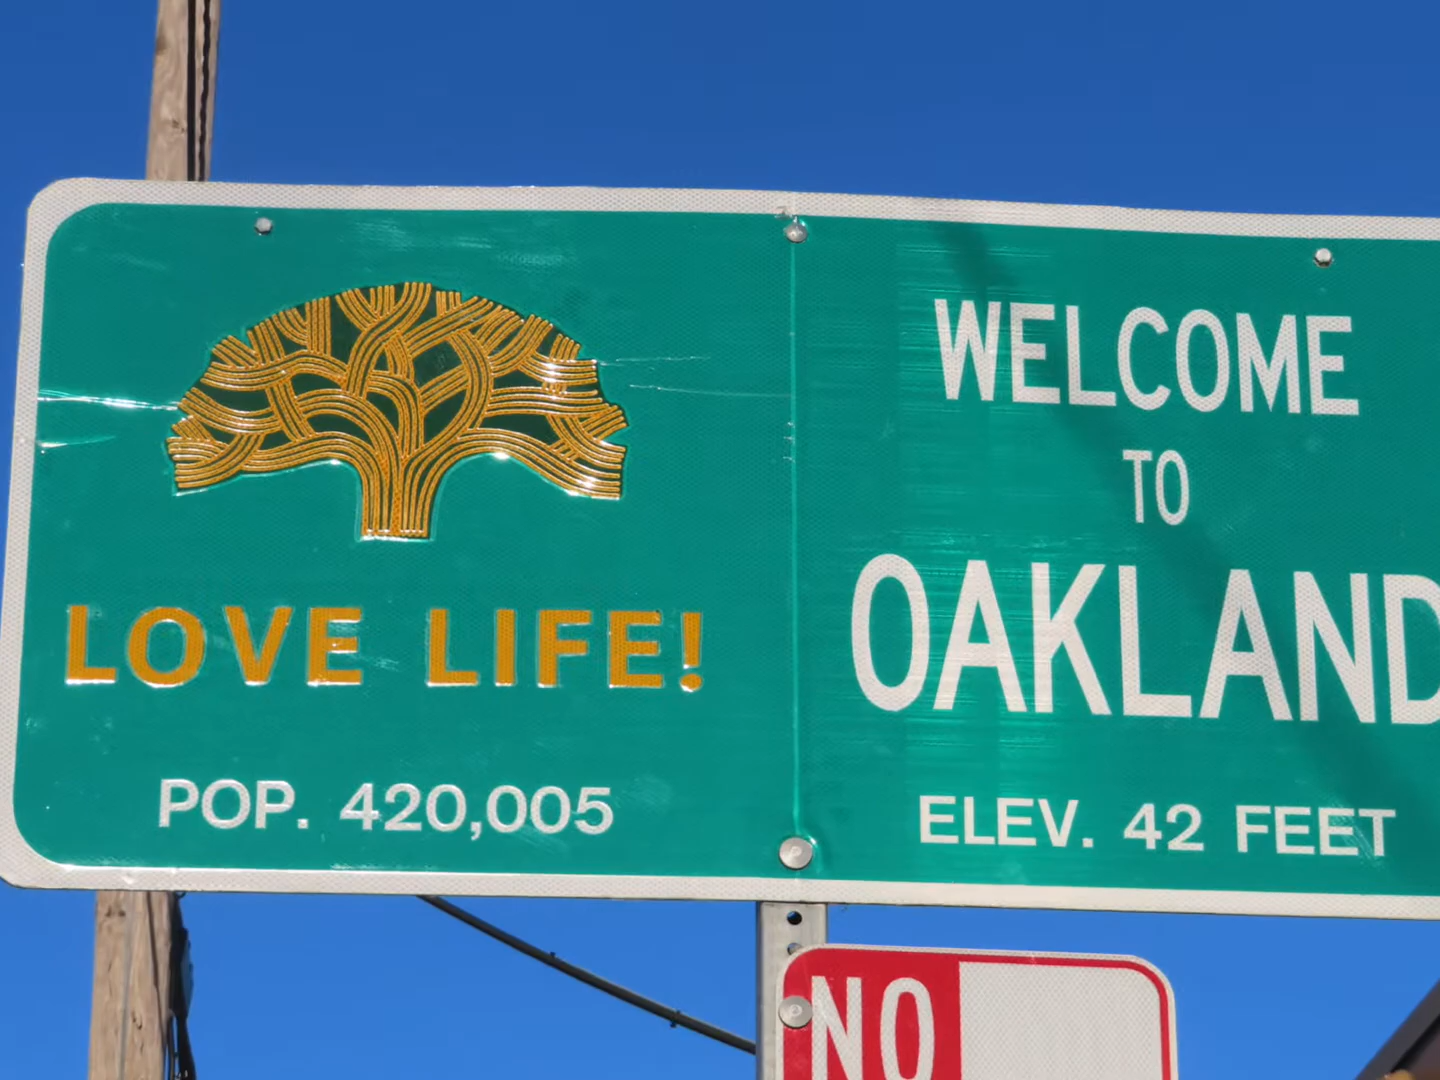 LOVE LIFE!
POP. 420,005
WELCOME
TO
OAKLAND
ELEV. 42 FEET
NO